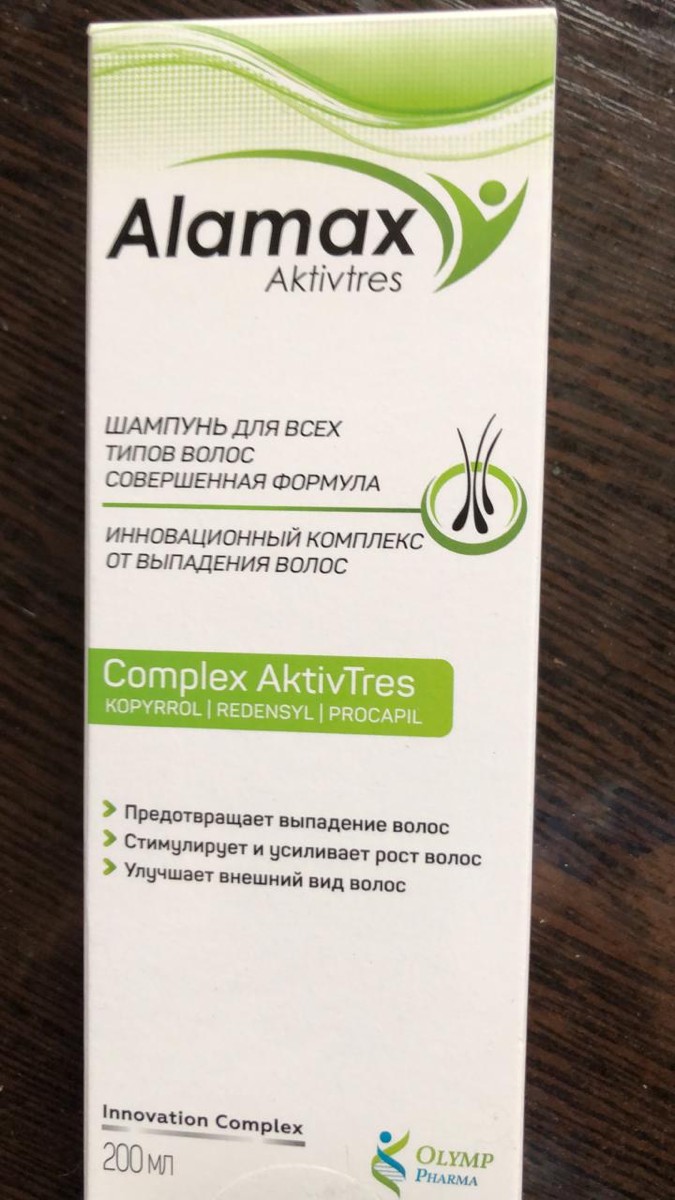 Alamax
Aktivtres
ШАМПУНЬ ДЛЯ ВСЕХ
ТИПОВ ВОЛОС
СОВЕРШЕННАЯ ФОРМУЛА
ИННОВАЦИОННЫЙ КОМПЛЕКС
ОТ ВЫПАДЕНИЯ ВОЛОС
Complex AktivTres
KOPYRROL | REDENSYL | PROCAPIL
Предотвращает выпадение волос
Стимулирует и усиливает рост волос
Улучшает внешний вид волос
Innovation Complex
200 МЛ
OLYMP
PHARMA